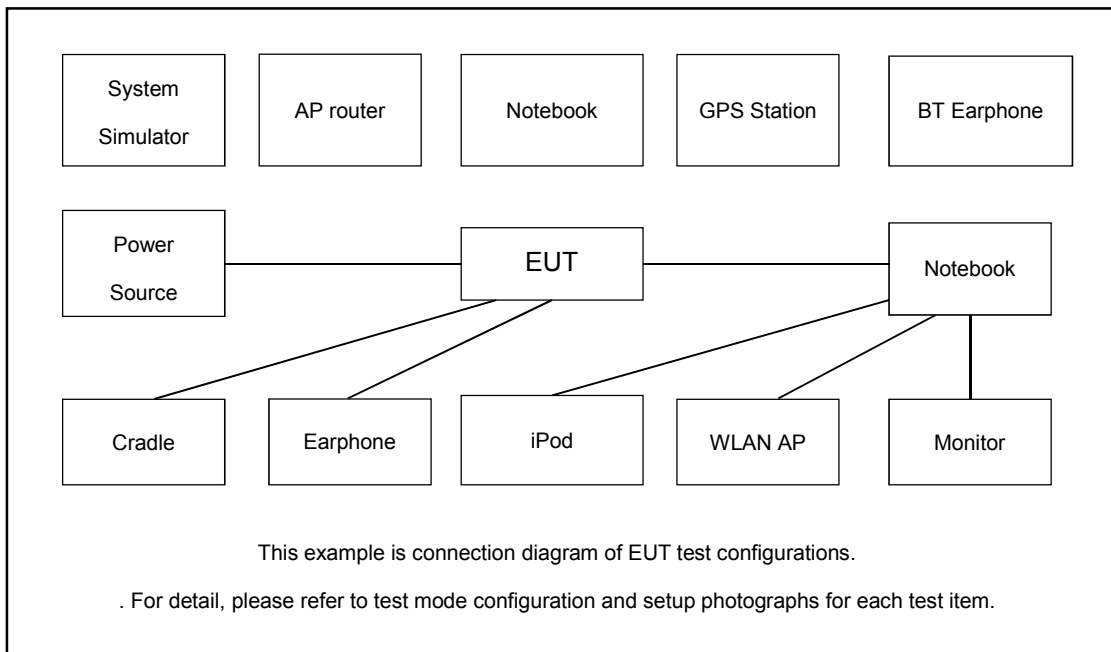 System
Simulator
AP router
Notebook
GPS Station
BT Earphone
Power
Source
EUT
Notebook
Cradle
Earphone
iPod
WLAN AP
Monitor
This example is connection diagram of EUT test configurations.
. For detail, please refer to test mode configuration and setup photographs for each test item.